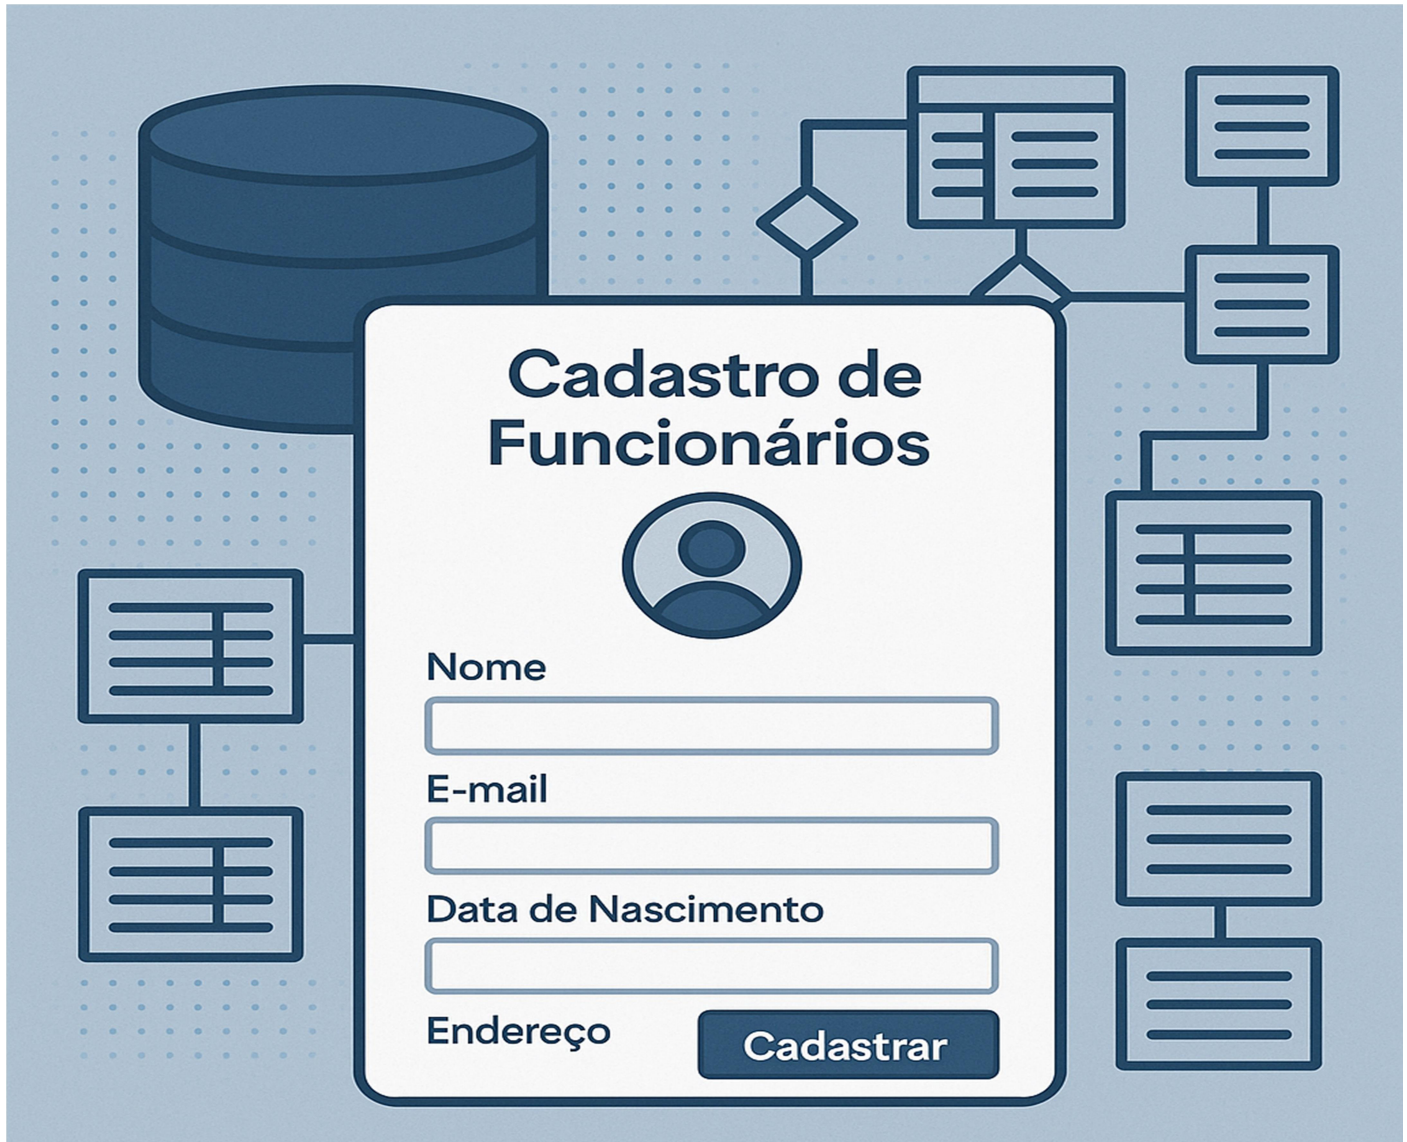 Cadastro de
Funcionários
Nome
E-mail
Data de Nascimento
Endereço
Cadastrar